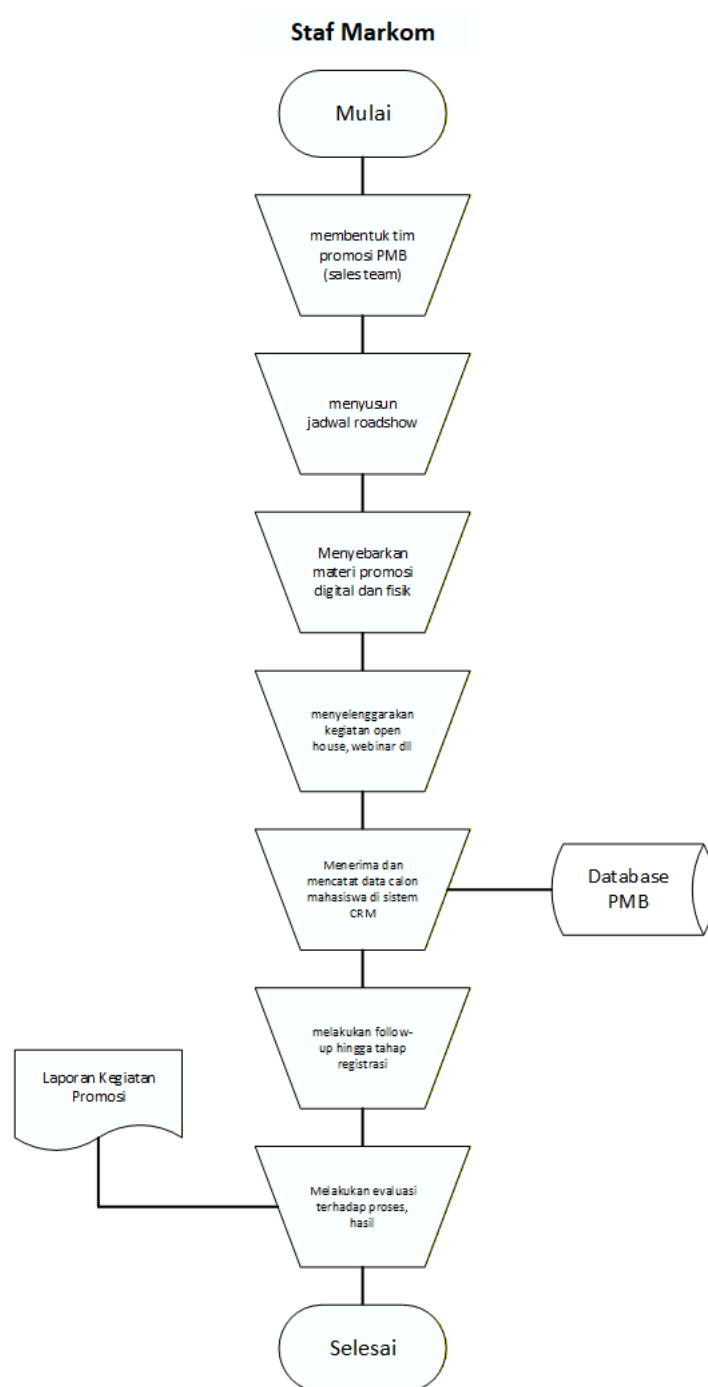 Staf Markom
Mulai
membentuk tim
promosi PMB
(sales team)
menyusun
jadwal roadshow
Menyebarkan
materi promosi
digital dan fisik
menyelenggarakan
kegiatan open
house, webinar dll
Menerima dan
mencatat data calon
mahasiswa di sistem
CRM
Database
PMB
melakukan follow-
up hingga tahap
registrasi
Laporan Kegiatan
Promosi
Melakukan evaluasi
terhadap proses,
hasil
Selesai